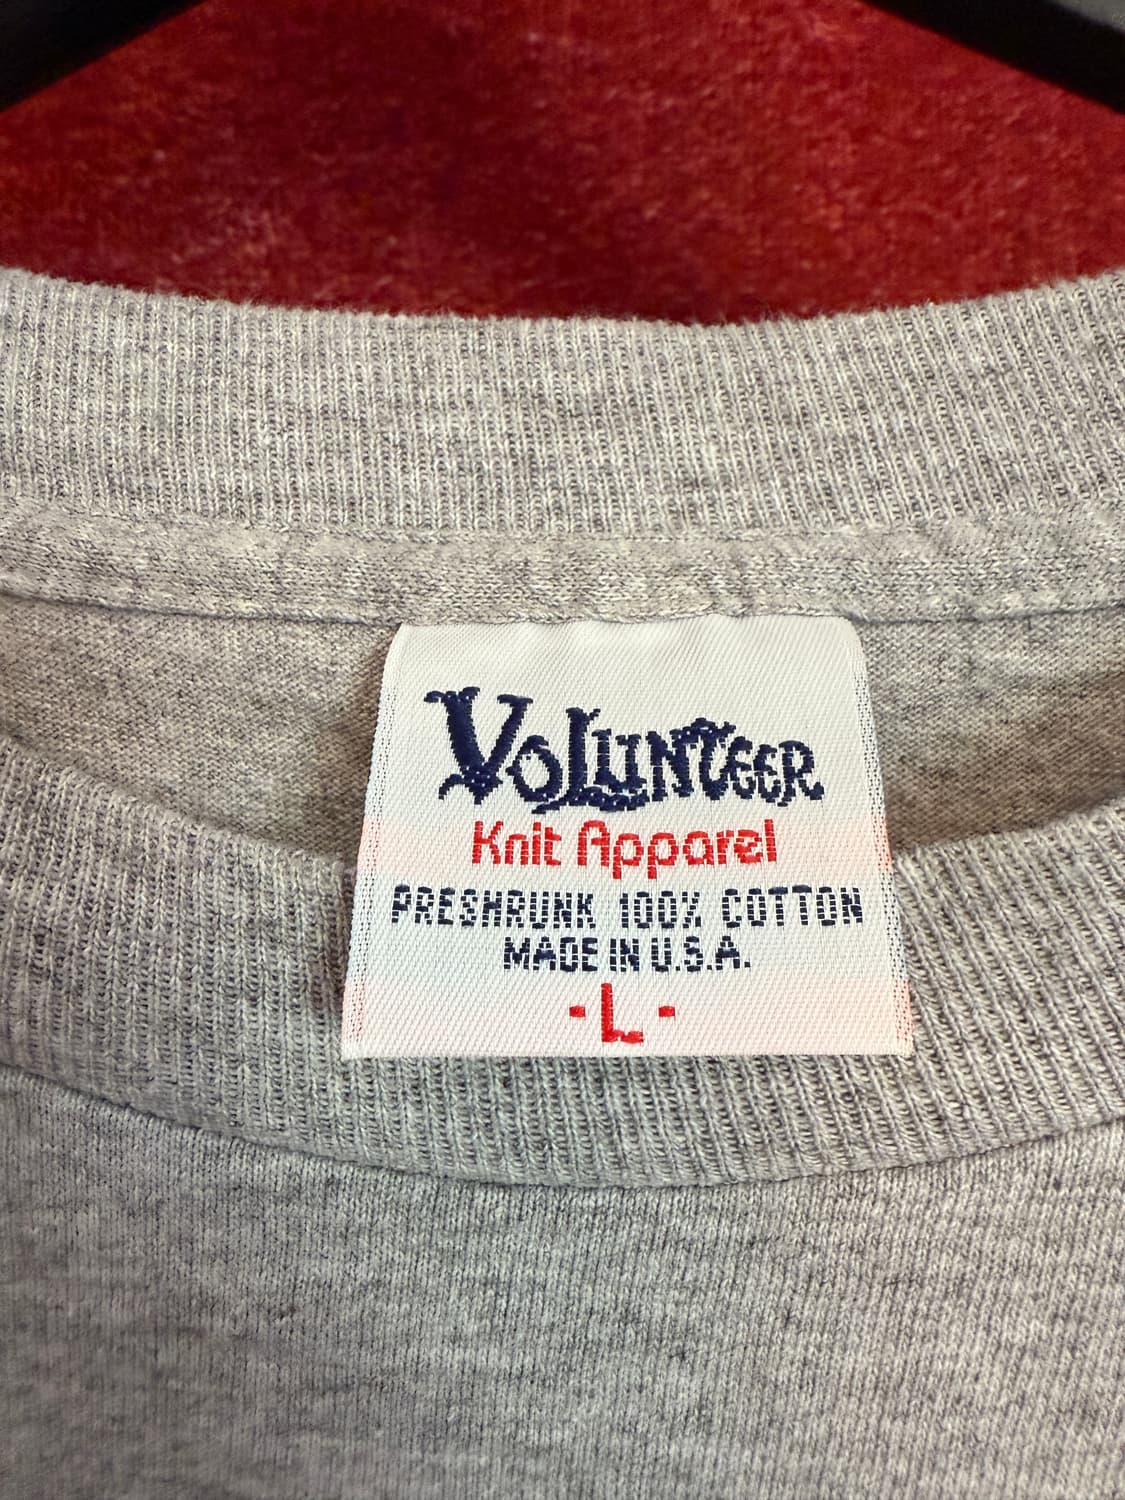 VOLUNTEER
Knit Apparel
PRESHRUNK 100% COTTON
MADE IN U.S.A.
- L -